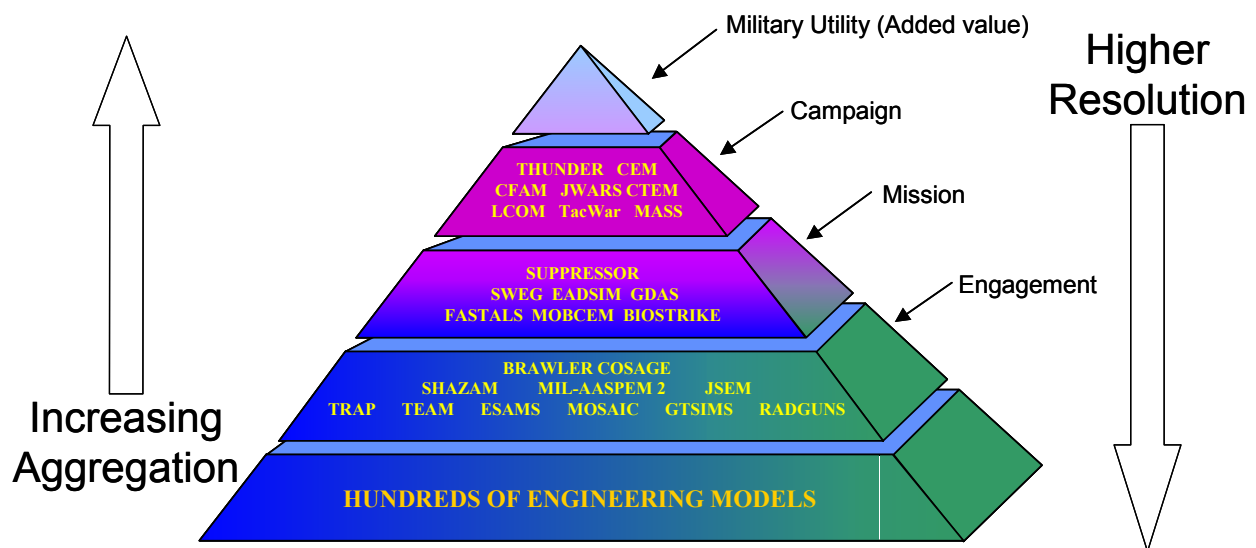 Military Utility (Added value)
Higher
Resolution
Campaign
THUNDER CEM
CFAM JWARS CTEM
LCOM TacWar MASS
Mission
SUPPRESSOR
SWEG EADSIM GDAS
FASTALS MOBCEM BIOSTRIKE
Engagement
BRAWLER COSAGE
SHAZAM MIL-AASPEM 2 JSEM
TRAP TEAM ESAMS MOSAIC GTSIMS RADGUNS
Increasing
Aggregation
HUNDREDS OF ENGINEERING MODELS